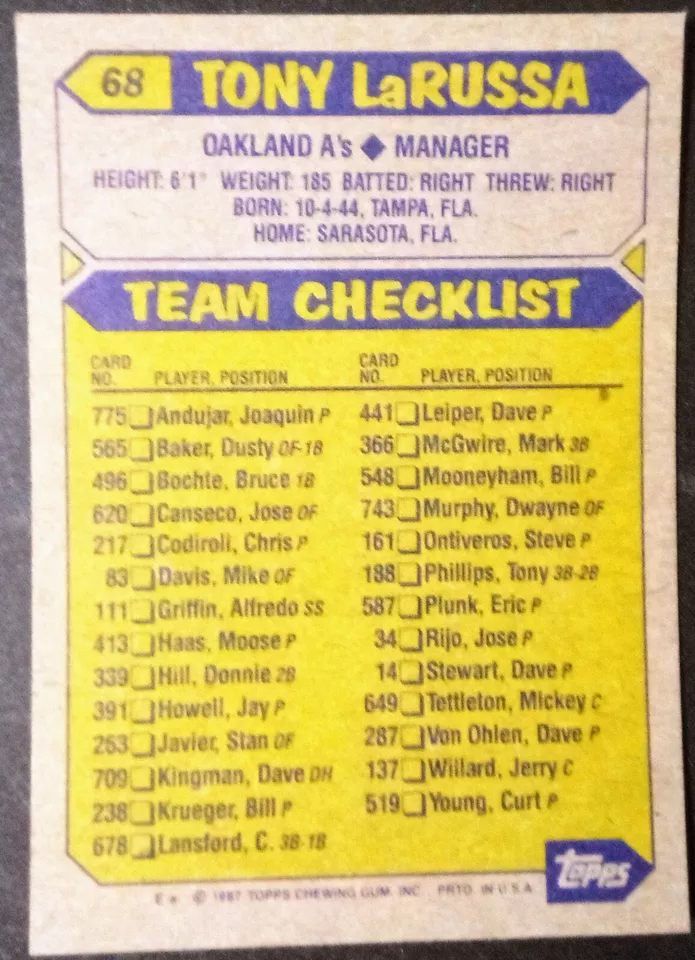 68 TONY LaRUSSA
OAKLAND A's ◆ MANAGER
HEIGHT: 6'1" WEIGHT: 185 BATTED: RIGHT THREW: RIGHT
BORN: 10-4-44, TAMPA, FLA.
HOME: SARASOTA, FLA.
TEAM CHECKLIST
CARD
NO. PLAYER, POSITION
775 Andujar, Joaquin P
565 Baker, Dusty OF-1B
496 Bochte, Bruce 1B
620 Canseco, Jose OF
217 Codiroli, Chris P
83 Davis, Mike OF
111 Griffin, Alfredo SS
413 Haas, Moose P
339 Hill, Donnie 2B
391 Howell, Jay P
263 Javier, Stan OF
709 Kingman, Dave DH
238 Krueger, Bill P
678 Lansford, C. 3B-1B
CARD
NO. PLAYER, POSITION
441 Leiper, Dave P
366 McGwire, Mark 3B
548 Mooneyham, Bill P
743 Murphy, Dwayne OF
161 Ontiveros, Steve P
188 Phillips, Tony 3B-2B
587 Plunk, Eric P
34 Rijo, Jose P
14 Stewart, Dave P
649 Tettleton, Mickey C
287 Von Ohlen, Dave P
137 Willard, Jerry C
519 Young, Curt P
topps
E * © 1987 TOPPS CHEWING GUM, INC. PRTD. IN U.S.A.